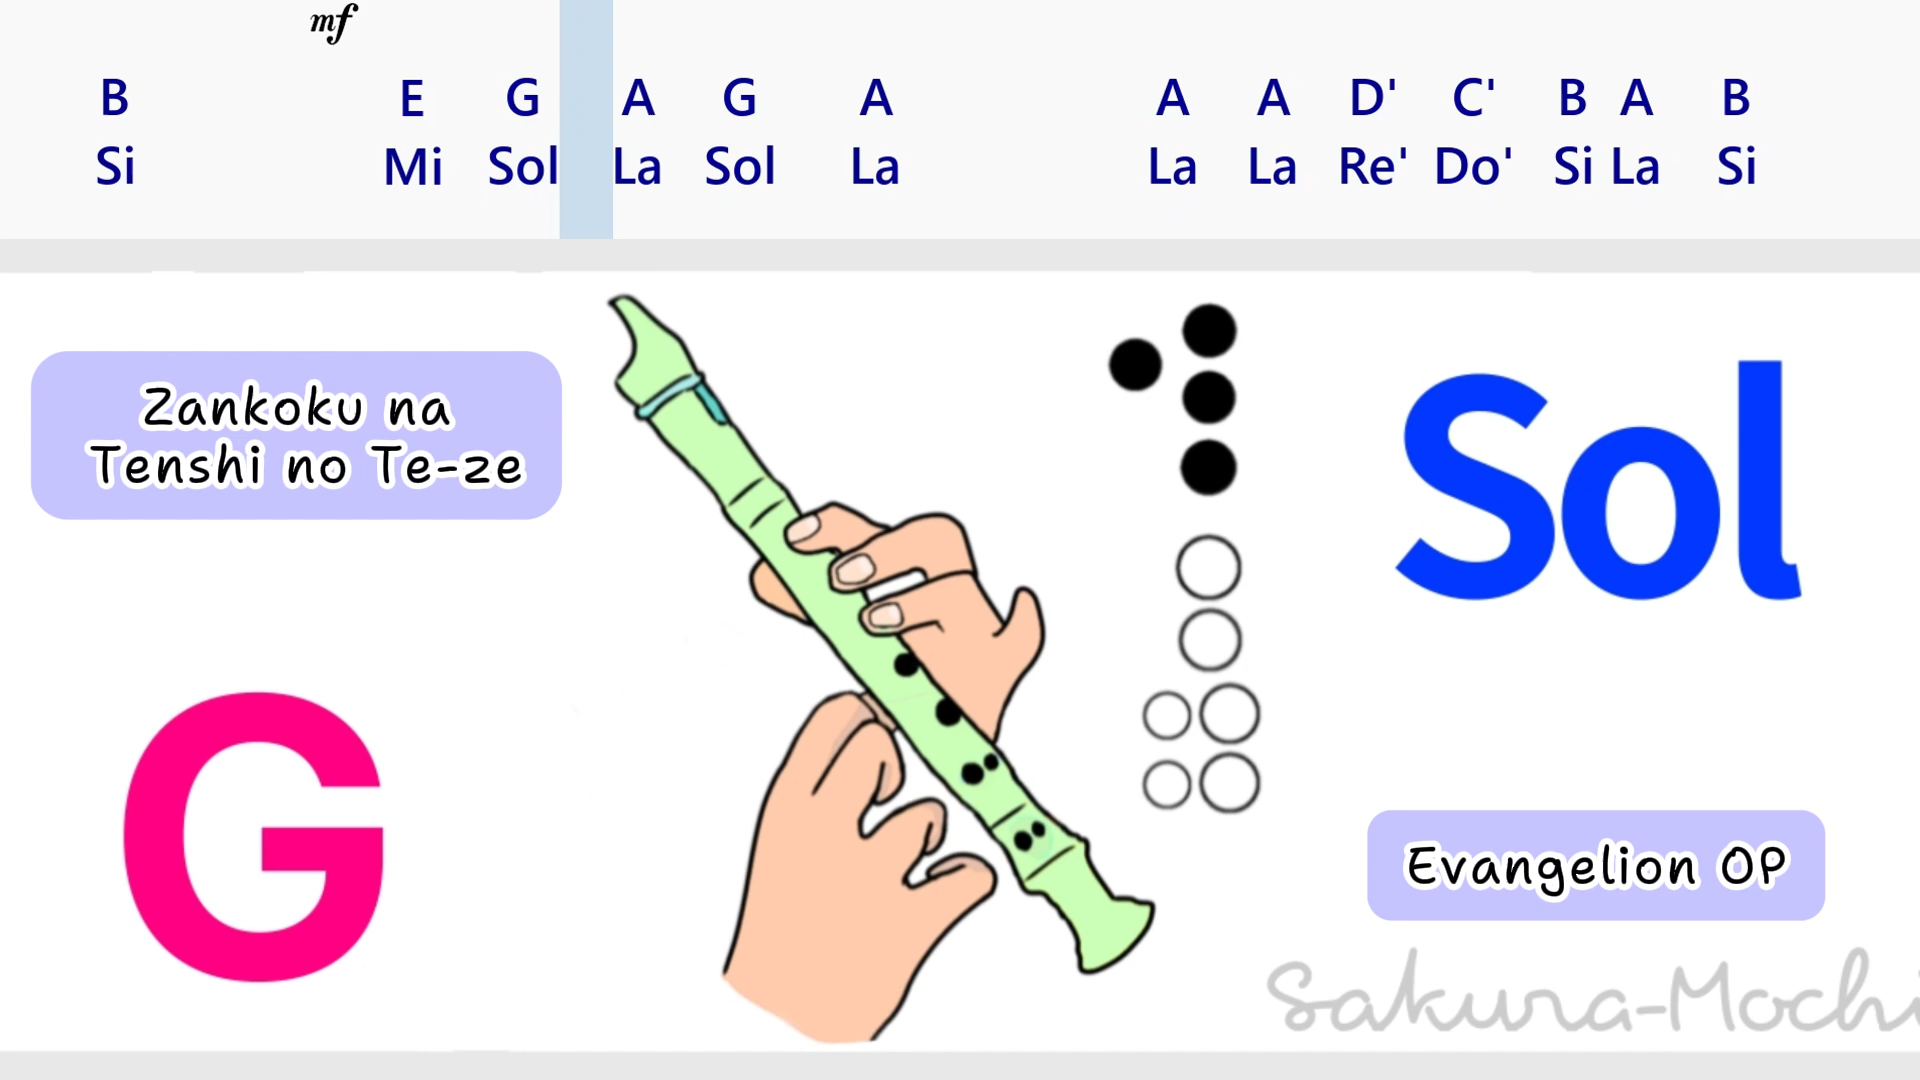 mf
B E G A G A A A D' C' B A B
Si Mi Sol La Sol La La La Re' Do' Si La Si
Zankoku na
Tenshi no Te-ze
Sol
G
Evangelion OP
Sakura-Mochi